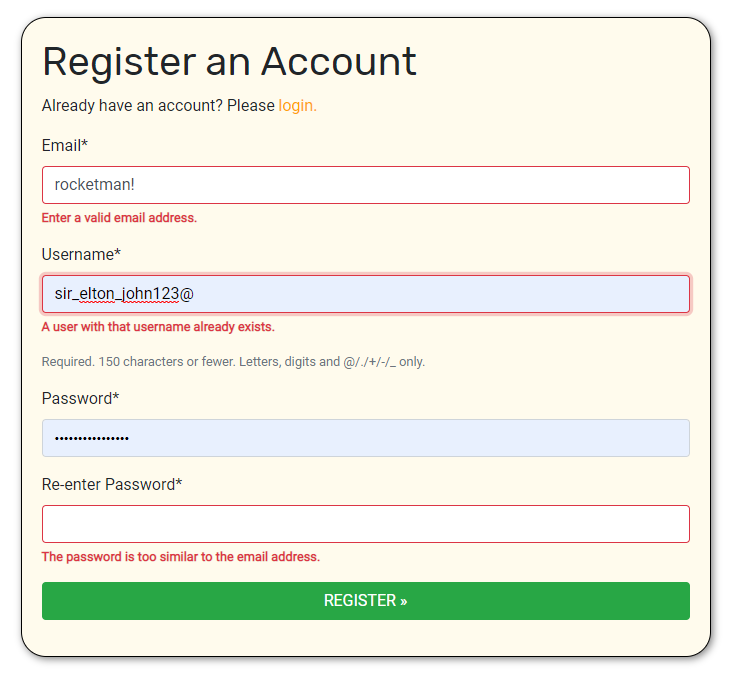 Register an Account
Already have an account? Please login.
Email*
rocketman!
Enter a valid email address.
Username*
sir_elton_john123@
A user with that username already exists.
Required. 150 characters or fewer. Letters, digits and @/./+/-/_ only.
Password*
••••••••••••••••
Re-enter Password*
The password is too similar to the email address.
REGISTER »